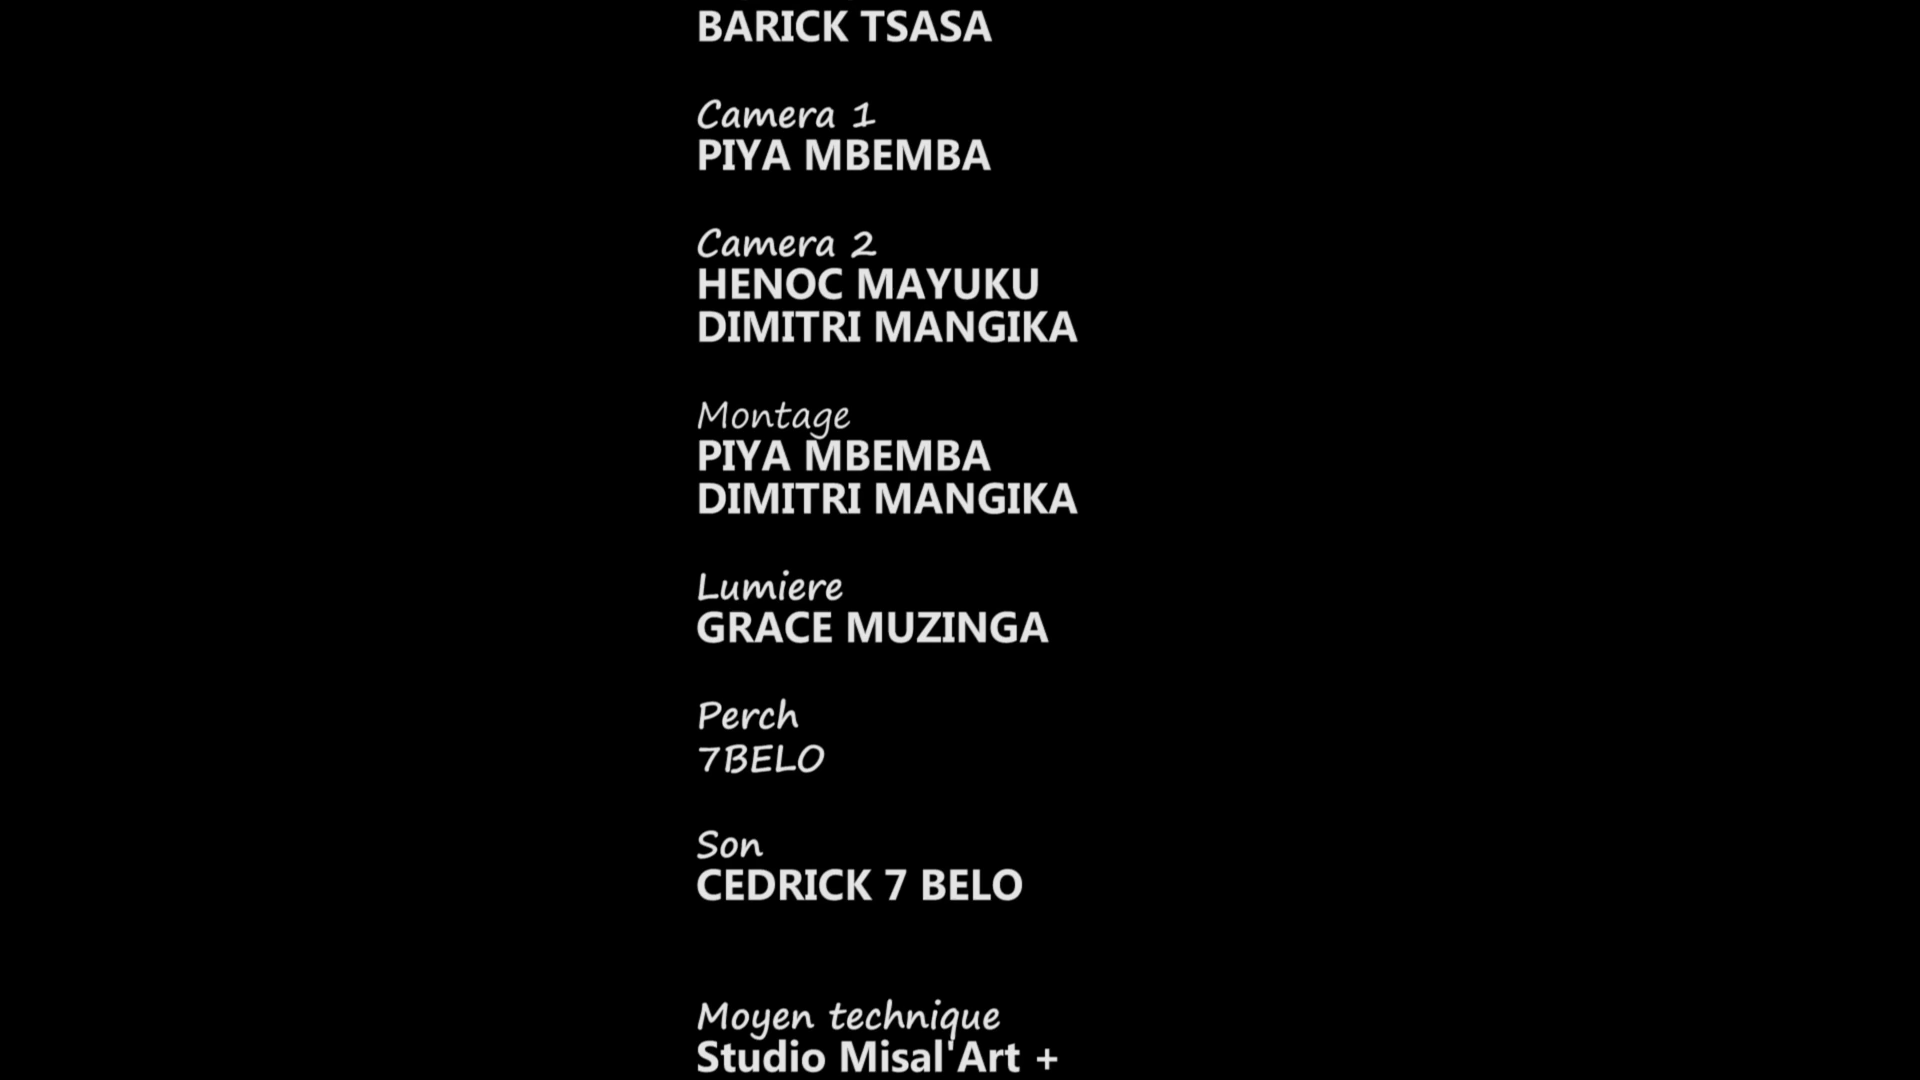 BARICK TSASA
Camera 1
PIYA MBEMBA
Camera 2
HENOC MAYUKU
DIMITRI MANGIKA
Montage
PIYA MBEMBA
DIMITRI MANGIKA
Lumiere
GRACE MUZINGA
Perch
7BELO
Son
CEDRICK 7 BELO
Moyen technique
Studio Misal'Art +